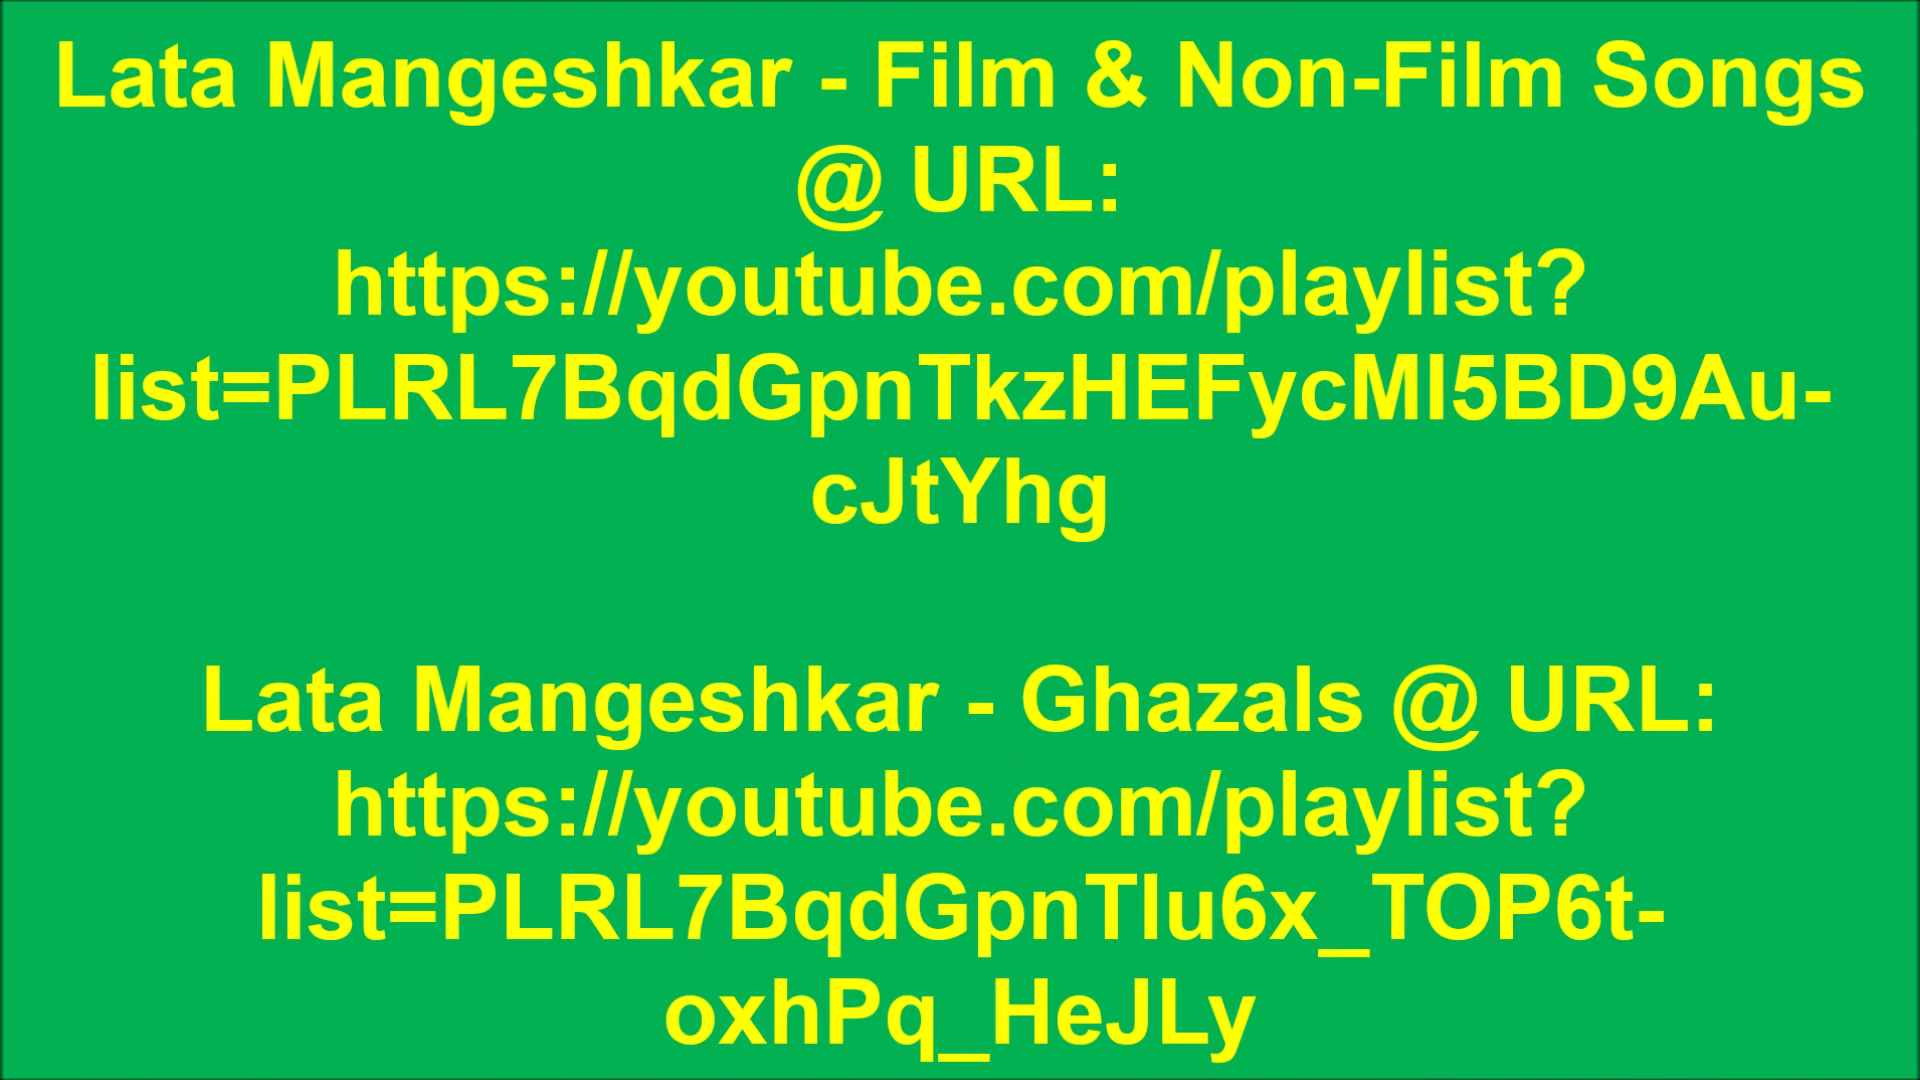 Lata Mangeshkar - Film & Non-Film Songs
@ URL:
https://youtube.com/playlist?
list=PLRL7BqdGpnTkzHEFycMI5BD9Au-
cJtYhg
Lata Mangeshkar - Ghazals @ URL:
https://youtube.com/playlist?
list=PLRL7BqdGpnTlu6x_TOP6t-
oxhPq_HeJLy